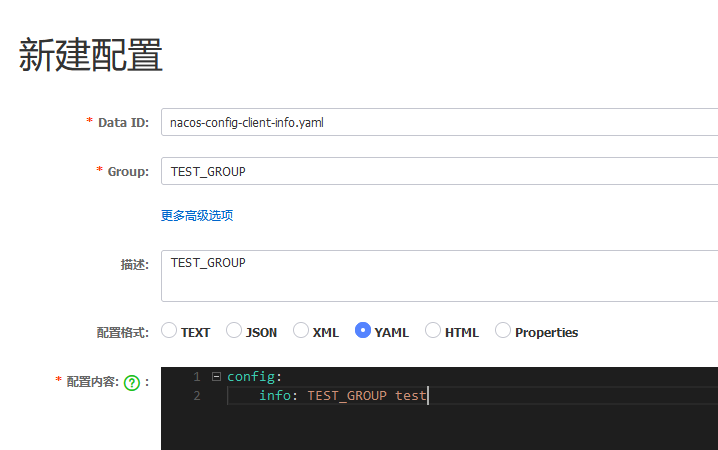 新建配置
* Data ID: nacos-config-client-info.yaml
* Group: TEST_GROUP
更多高级选项
描述: TEST_GROUP
配置格式: TEXT JSON XML YAML HTML Properties
* 配置内容: ? : 1 config:
2 info: TEST_GROUP test